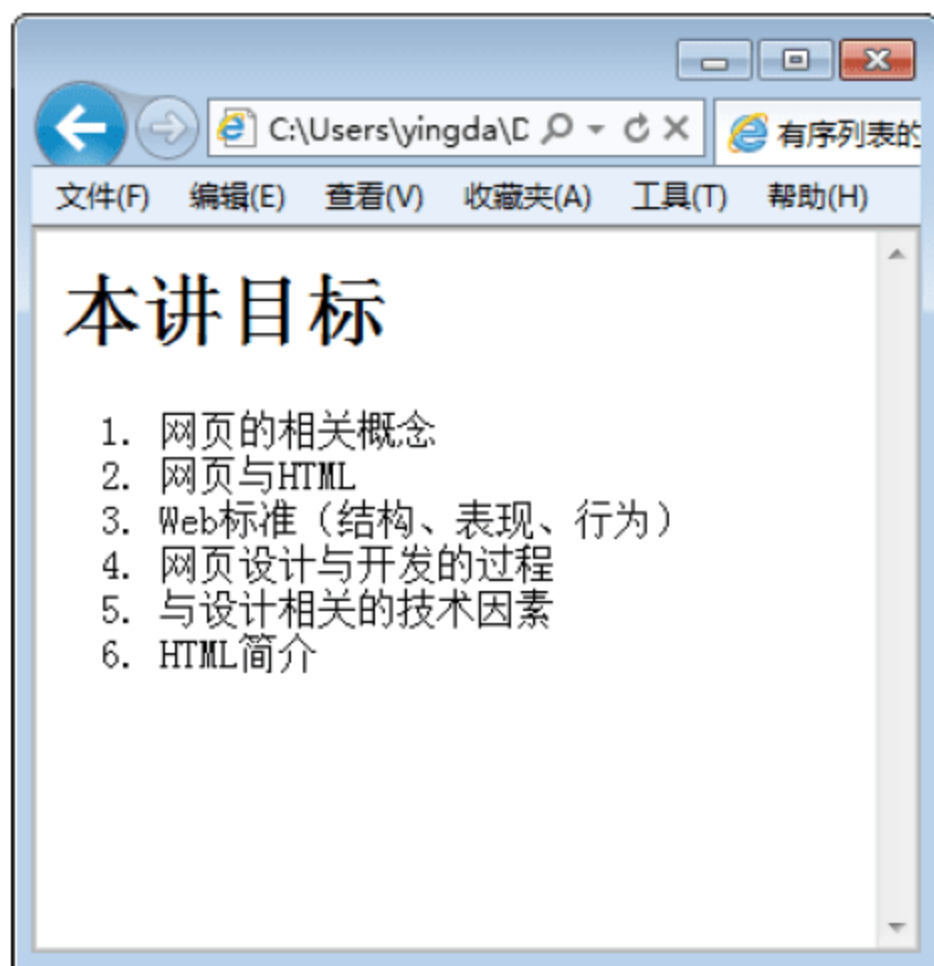 C:\Users\yingda\D
有序列表的
文件(F) 编辑(E) 查看(V) 收藏夹(A) 工具(T) 帮助(H)
本讲目标
1. 网页的相关概念
2. 网页与HTML
3. Web标准（结构、表现、行为）
4. 网页设计与开发的过程
5. 与设计相关的技术因素
6. HTML简介